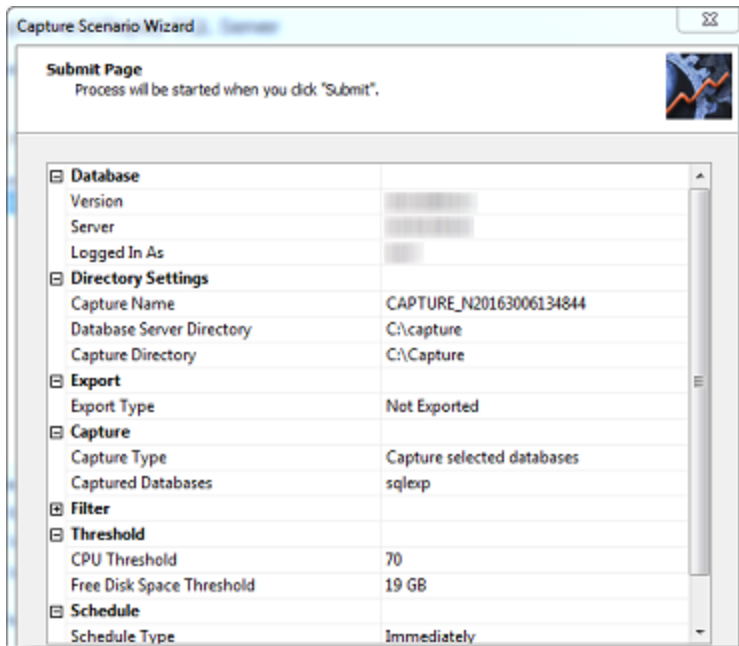 Capture Scenario Wizard
Submit Page
Process will be started when you click "Submit".
Database
Version
Server
Logged In As
Directory Settings
Capture Name CAPTURE_N20163006134844
Database Server Directory C:\capture
Capture Directory C:\Capture
Export
Export Type Not Exported
Capture
Capture Type Capture selected databases
Captured Databases sqlexp
Filter
Threshold
CPU Threshold 70
Free Disk Space Threshold 19 GB
Schedule
Schedule Type Immediately